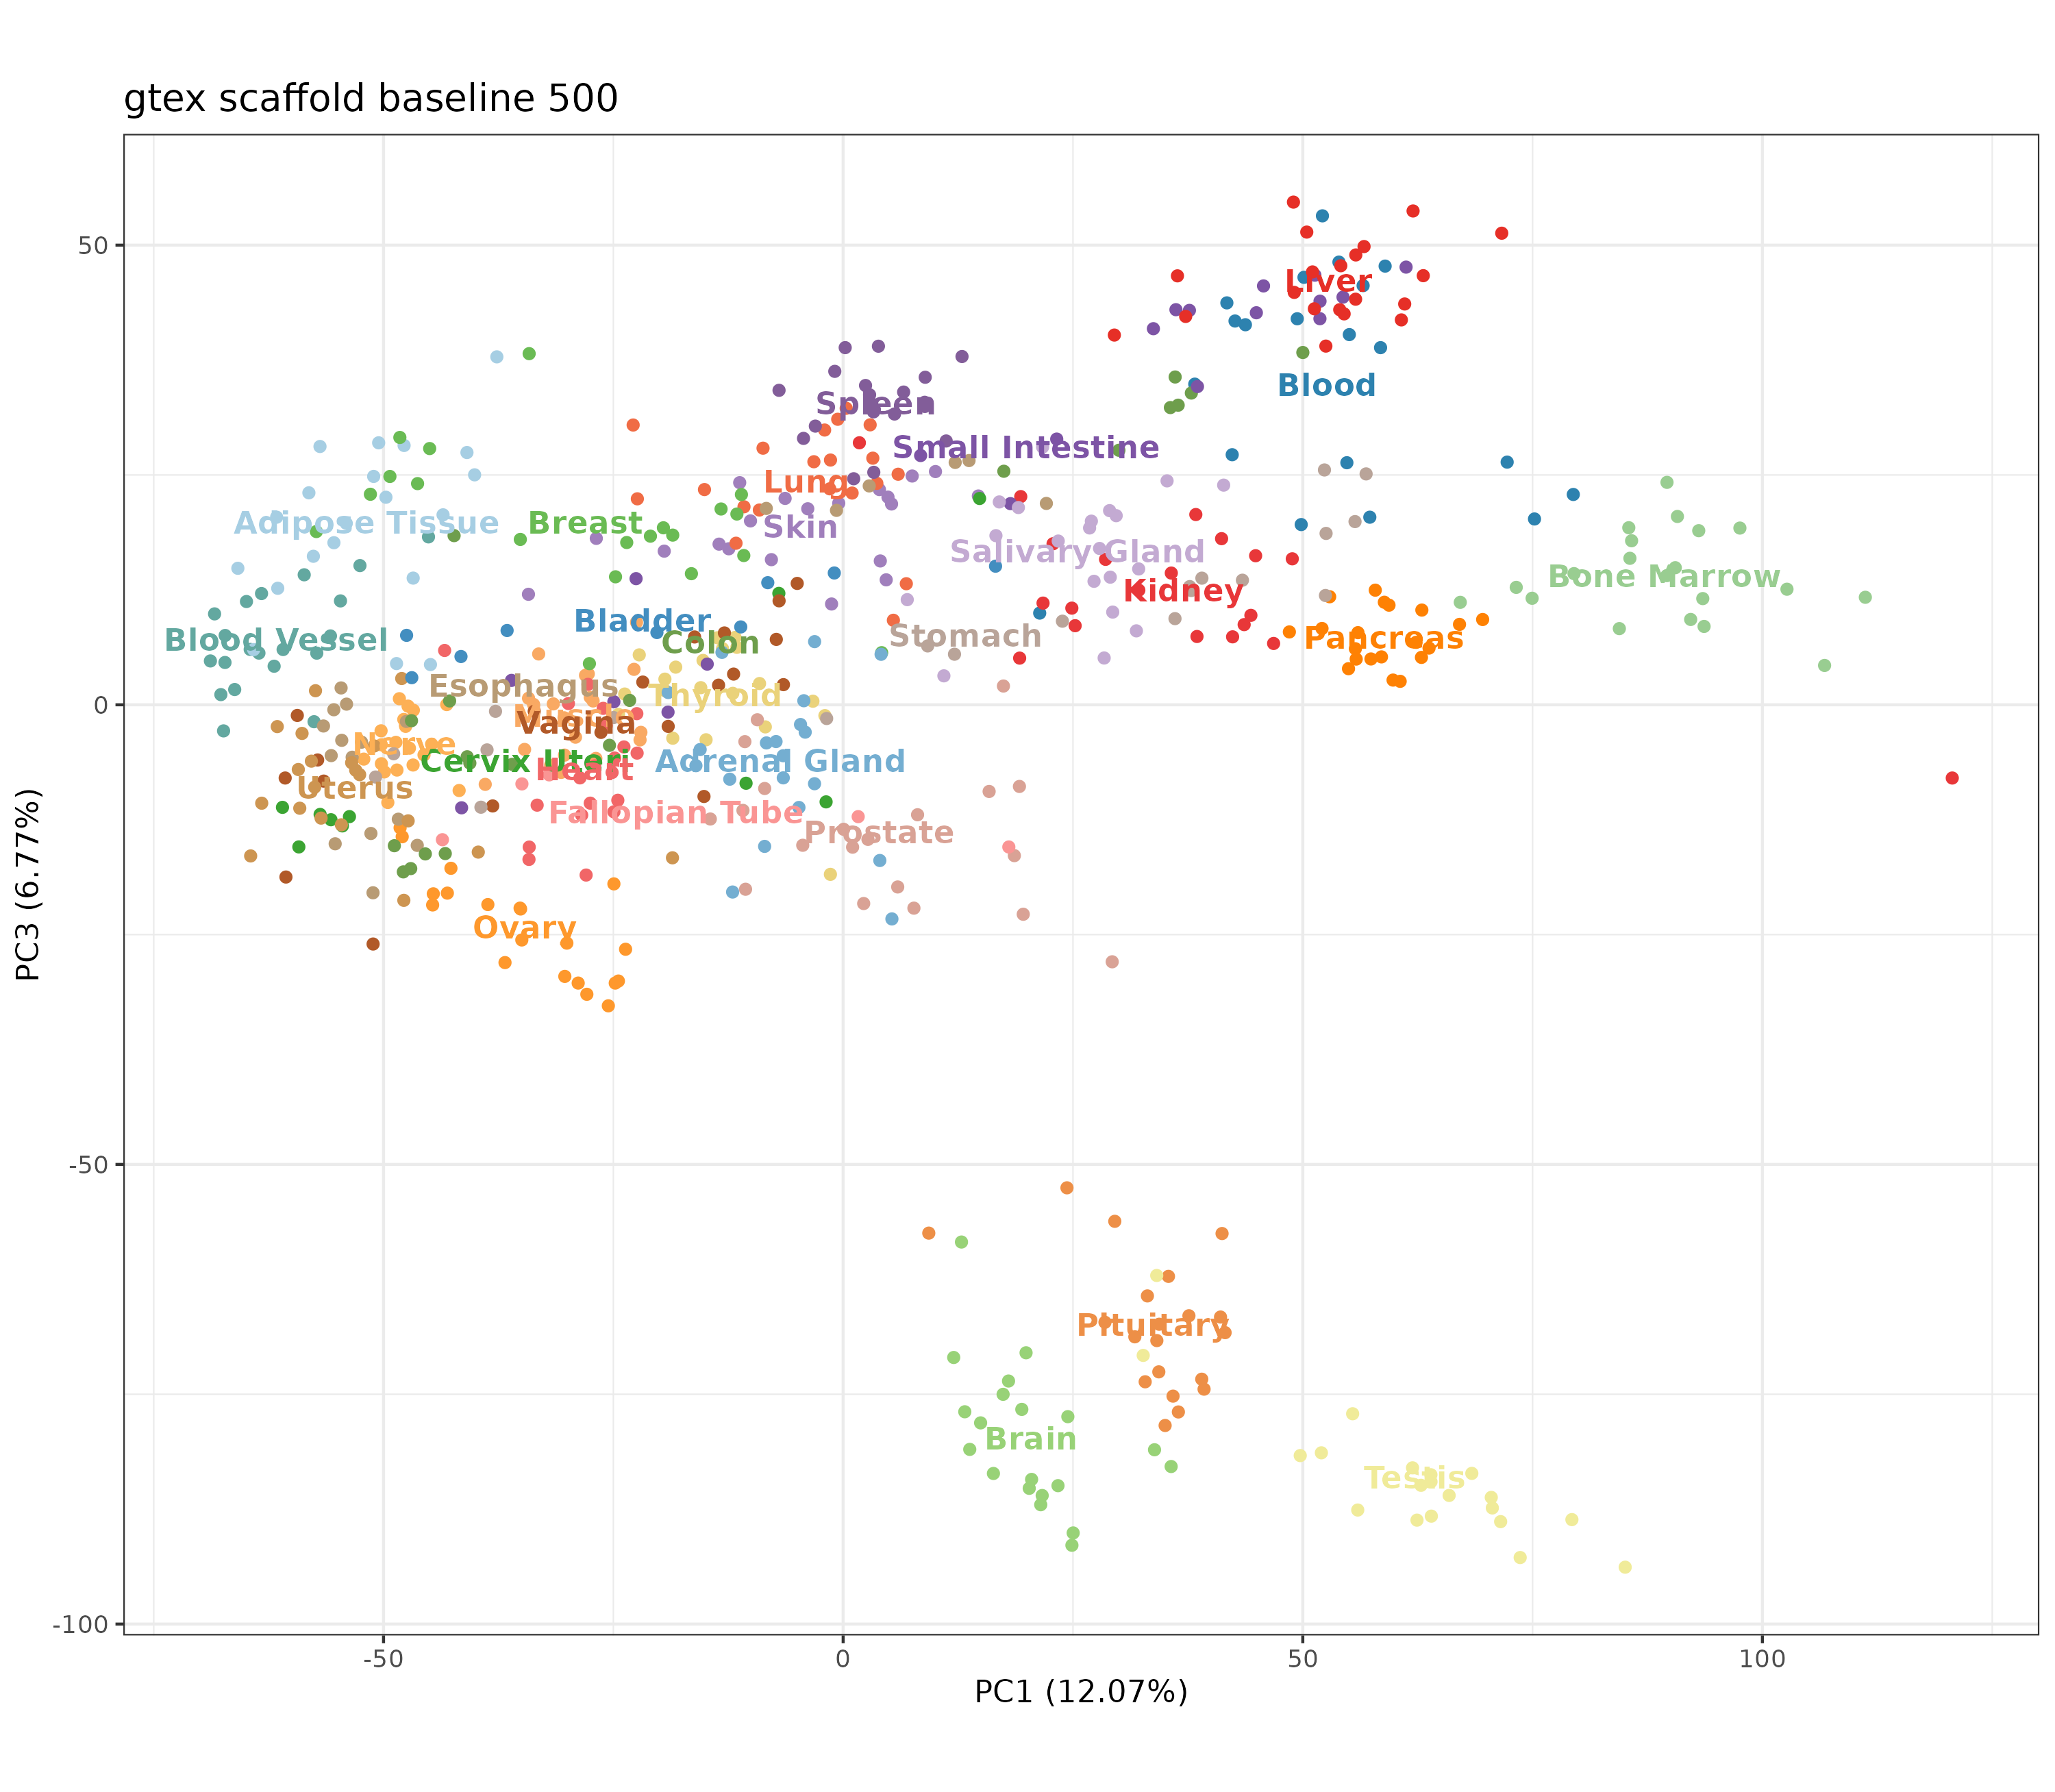 gtex scaffold baseline 500
50
0
-50
-100
PC3 (6.77%)
Liver
Blood
Spleen
Small Intestine
Lung
Adipose Tissue
Breast
Skin
Salivary Gland
Bone Marrow
Kidney
Bladder
Blood Vessel
Colon
Stomach
Pancreas
Esophagus
Thyroid
Muscle
Vagina
Nerve
Cervix Uteri
Heart
Adrenal Gland
Uterus
Fallopian Tube
Prostate
Ovary
Pituitary
Brain
Testis
-50
0
50
100
PC1 (12.07%)